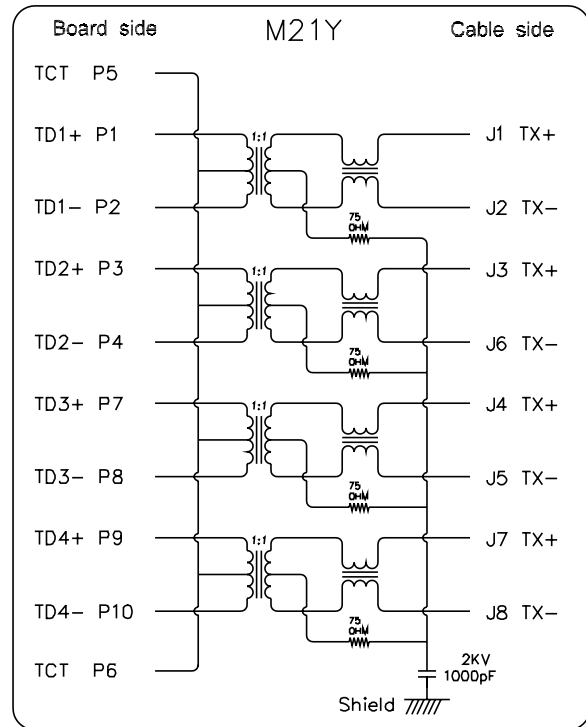 Board side M21Y Cable side
TCT P5
TD1+ P1 1:1 J1 TX+
TD1- P2 J2 TX-
75
OHM
TD2+ P3 1:1 J3 TX+
TD2- P4 J6 TX-
75
OHM
TD3+ P7 1:1 J4 TX+
TD3- P8 J5 TX-
75
OHM
TD4+ P9 1:1 J7 TX+
TD4- P10 J8 TX-
75
OHM
TCT P6
2KV
1000pF
Shield